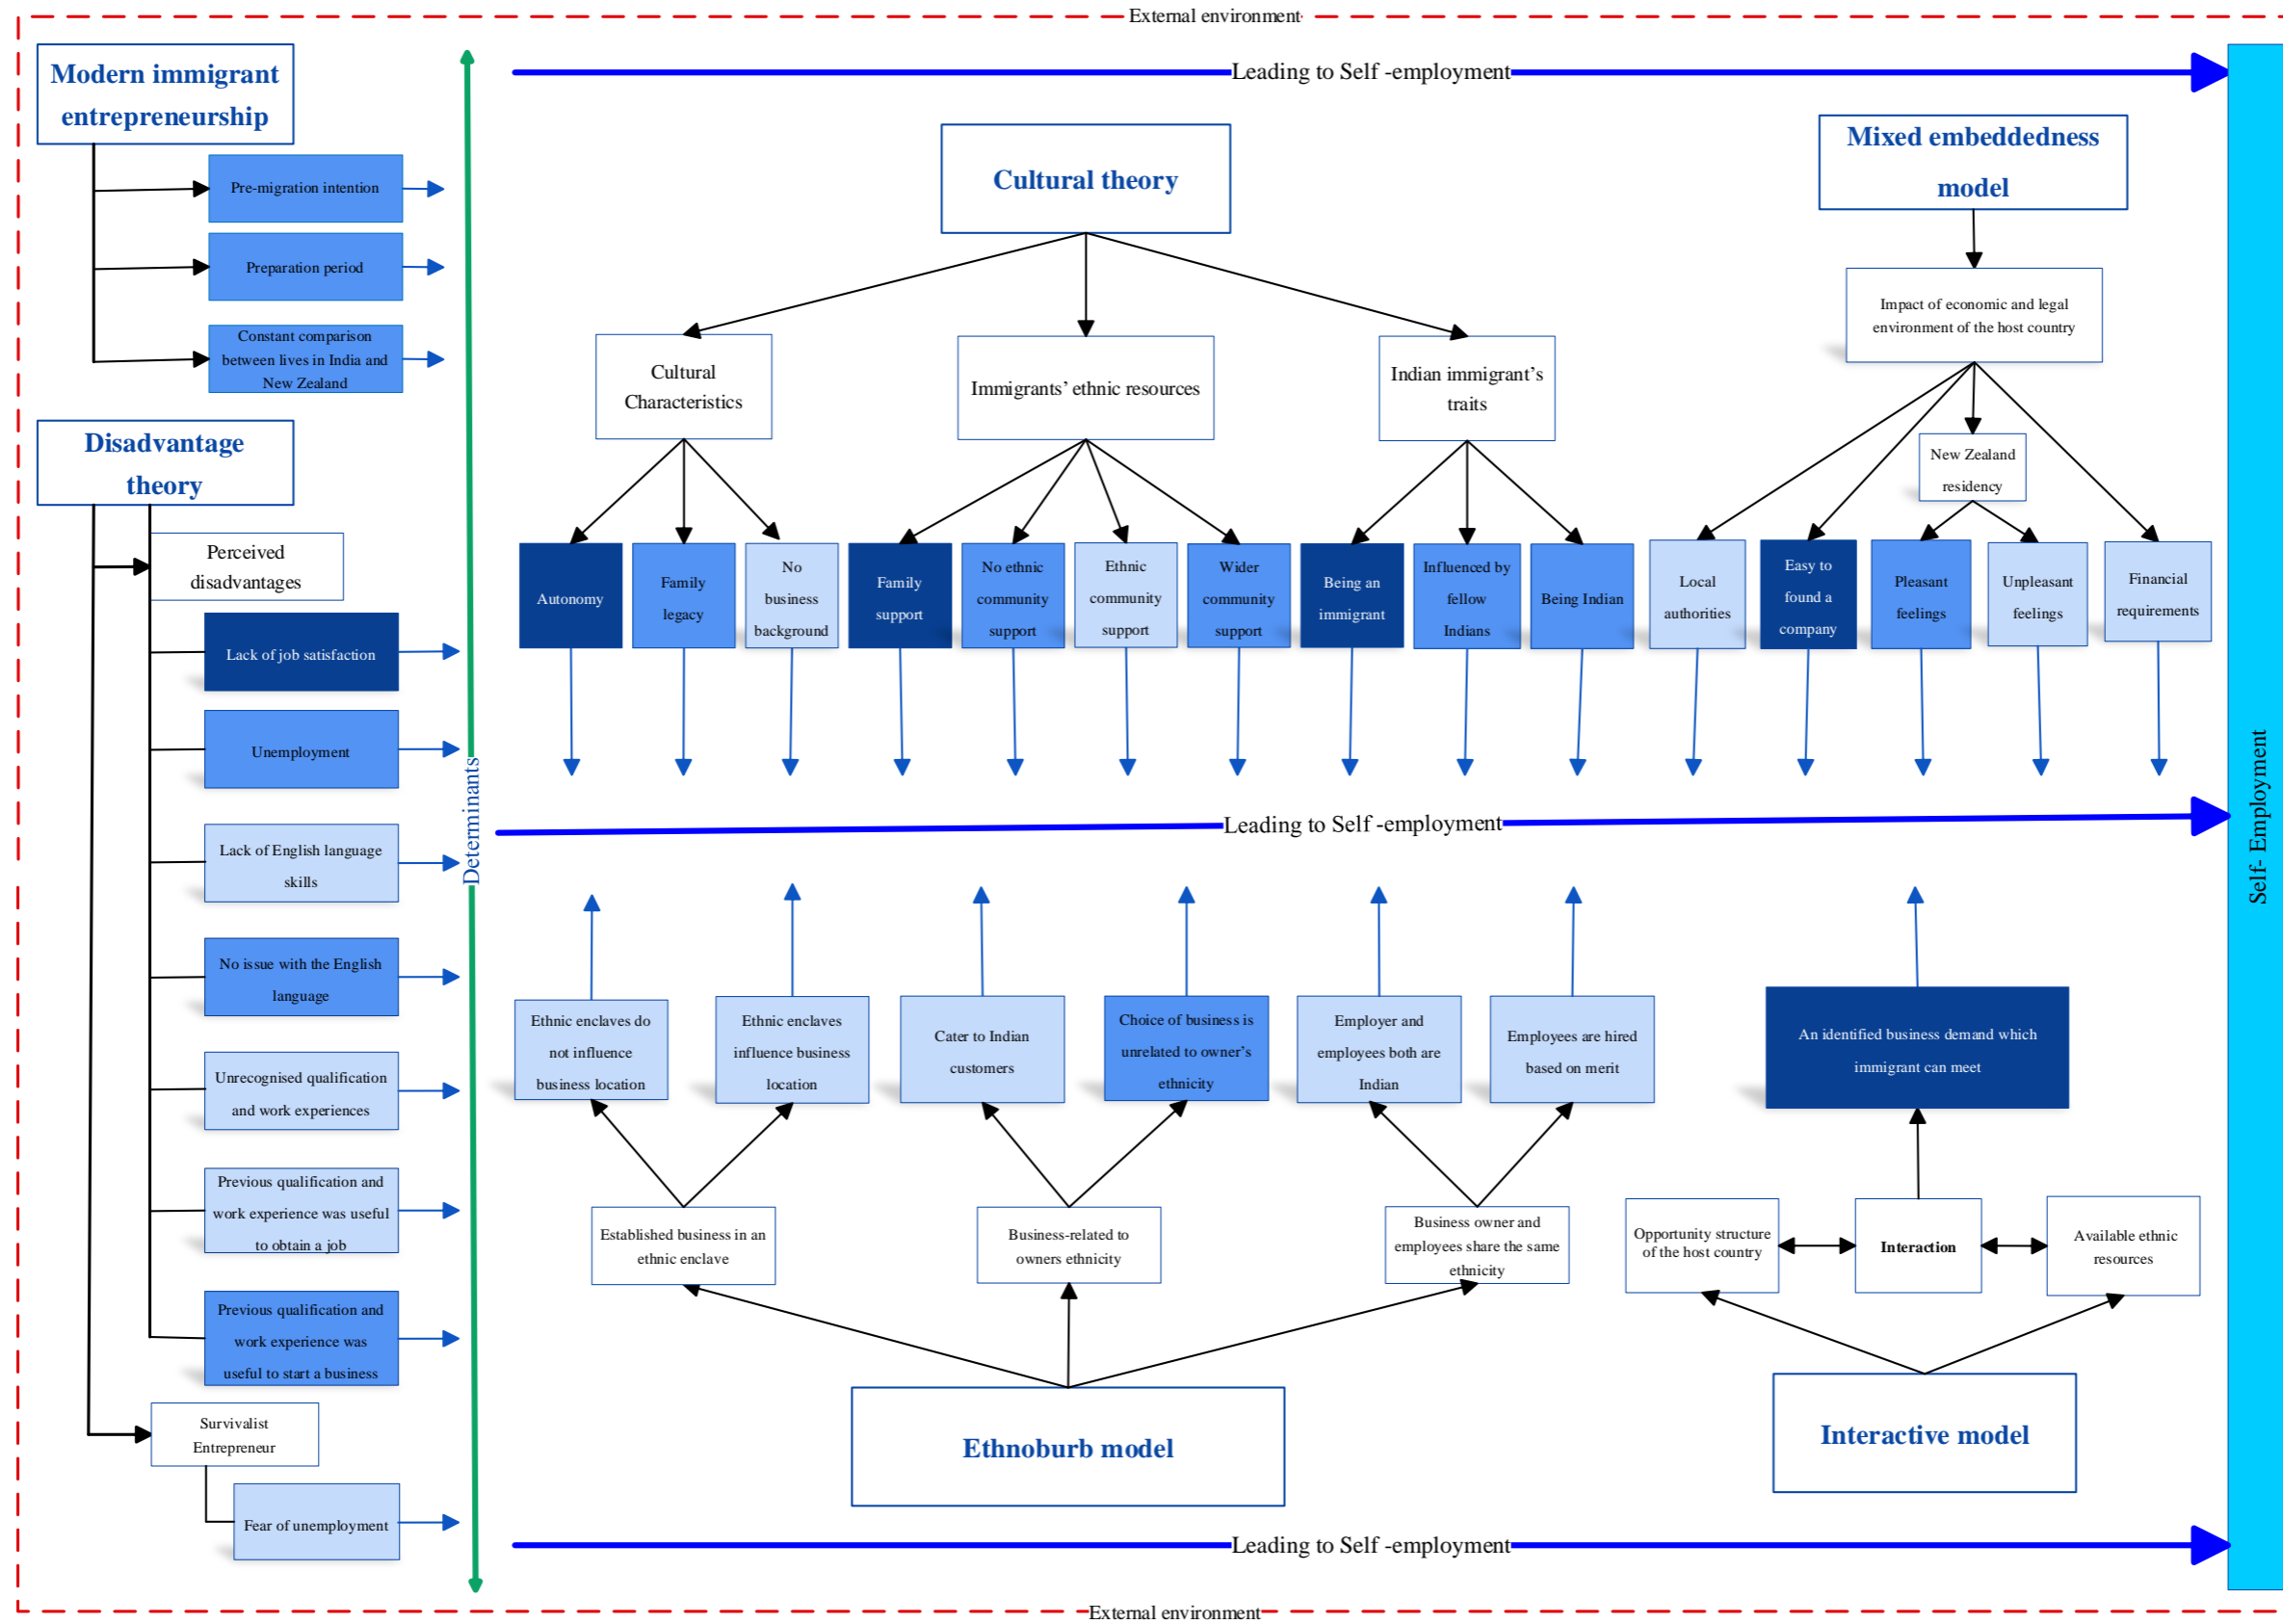 External environment
Modern immigrant
entrepreneurship
Pre-migration intention
Preparation period
Constant comparison
between lives in India and
New Zealand
Disadvantage
theory
Perceived
disadvantages
Lack of job satisfaction
Unemployment
Lack of English language
skills
No issue with the English
language
Unrecognised qualification
and work experiences
Previous qualification and
work experience was useful
to obtain a job
Previous qualification and
work experience was
useful to start a business
Survivalist
Entrepreneur
Fear of unemployment
Determinants
Leading to Self -employment
Cultural theory
Cultural
Characteristics
Immigrants’ ethnic resources
Indian immigrant’s
traits
Autonomy
Family
legacy
No
business
background
Family
support
No ethnic
community
support
Ethnic
community
support
Wider
community
support
Being an
immigrant
Influenced by
fellow
Indians
Being Indian
Mixed embeddedness
model
Impact of economic and legal
environment of the host country
New Zealand
residency
Local
authorities
Easy to
found a
company
Pleasant
feelings
Unpleasant
feelings
Financial
requirements
Leading to Self -employment
Ethnic enclaves do
not influence
business location
Ethnic enclaves
influence business
location
Cater to Indian
customers
Choice of business is
unrelated to owner’s
ethnicity
Employer and
employees both are
Indian
Employees are hired
based on merit
An identified business demand which
immigrant can meet
Established business in an
ethnic enclave
Business-related to
owners ethnicity
Business owner and
employees share the same
ethnicity
Opportunity structure
of the host country
Interaction
Available ethnic
resources
Ethnoburb model
Interactive model
Leading to Self -employment
Self- Employment
External environment